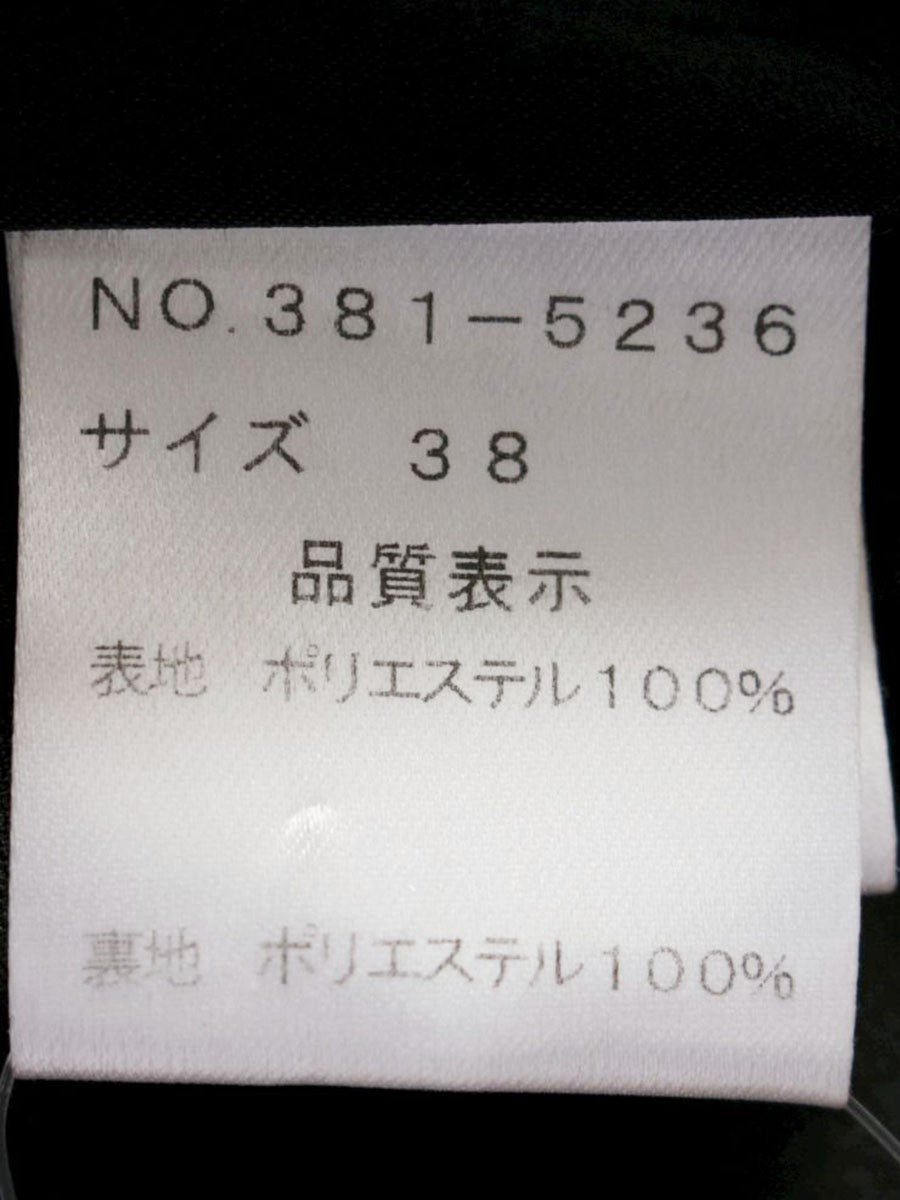 NO.381-5236
サイズ　38
品質表示
表地　ポリエステル100%
裏地　ポリエステル100%